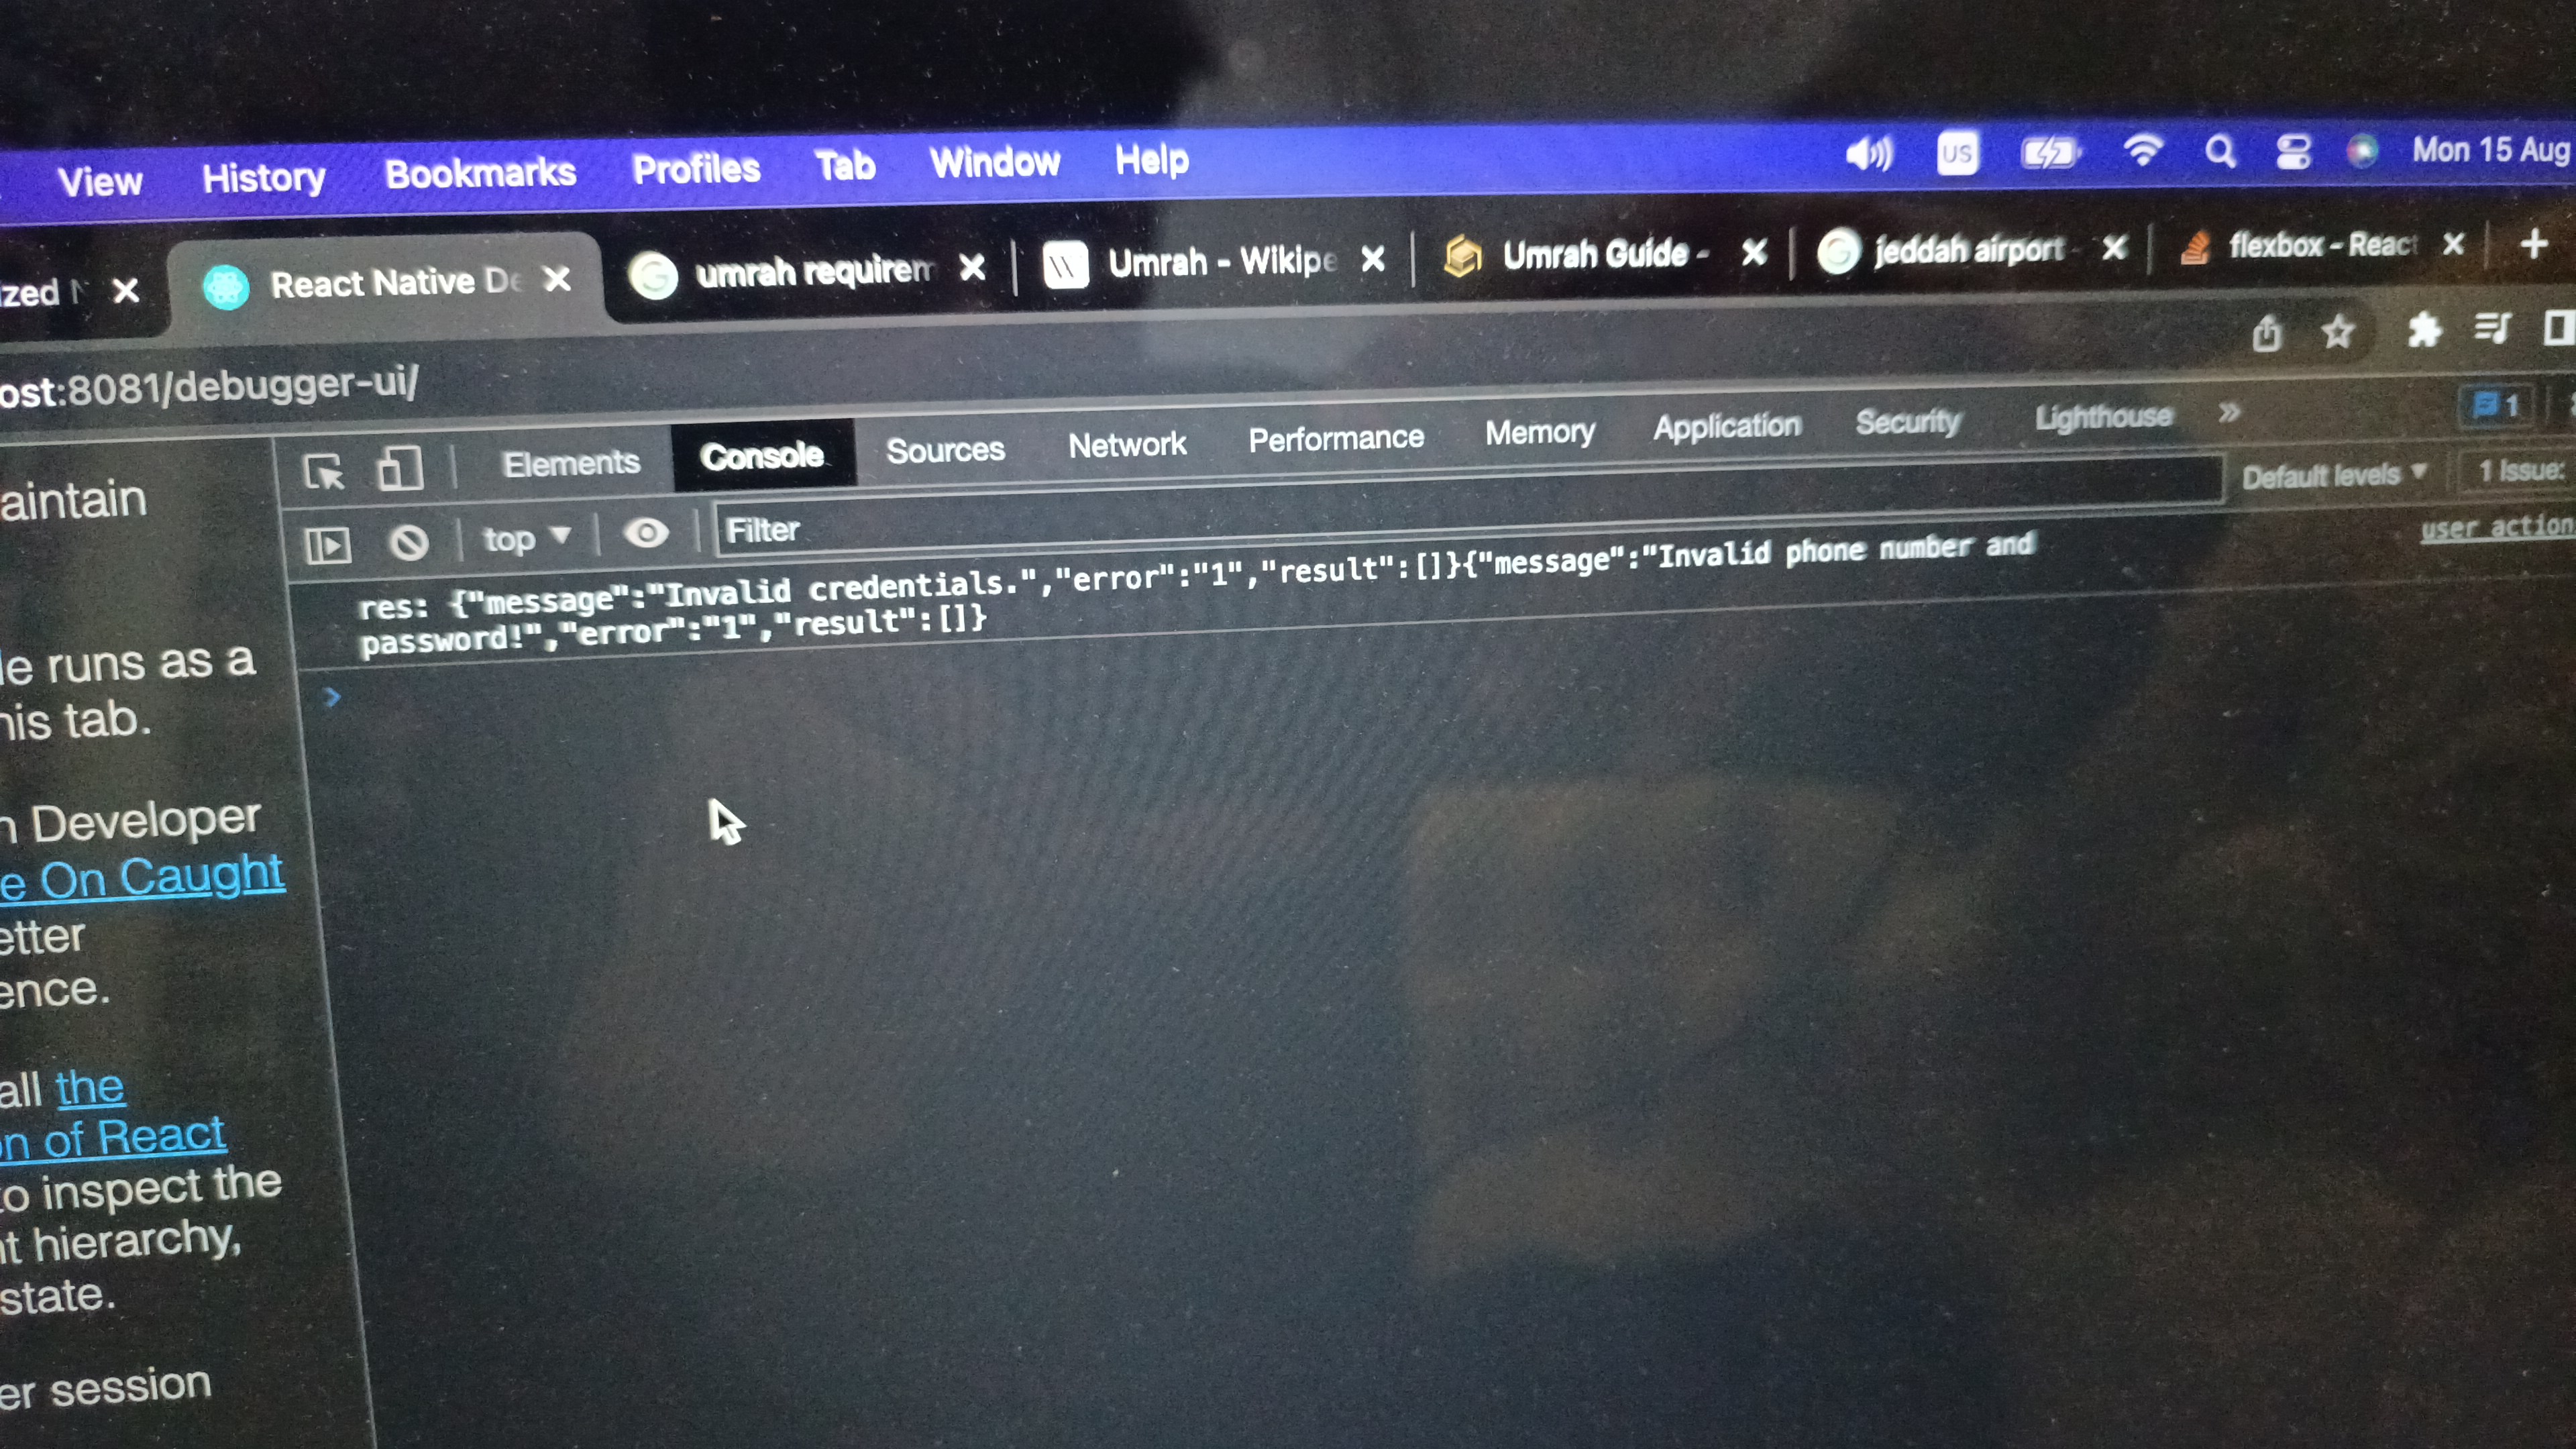 View History Bookmarks Profiles Tab Window Help US Mon 15 Aug
React Native De umrah requirem Umrah - Wikipe Umrah Guide - jeddah airport - flexbox - React
ost:8081/debugger-ui/
Elements Console Sources Network Performance Memory Application Security Lighthouse 1
top Filter Default levels 1 Issue:
res: {"message":"Invalid credentials.","error":"1","result":[]}{"message":"Invalid phone number and user action
password!","error":"1","result":[]}
aintain
le runs as a
his tab.
n Developer
e On Caught
etter
ence.
all the
on of React
to inspect the
nt hierarchy,
state.
er session